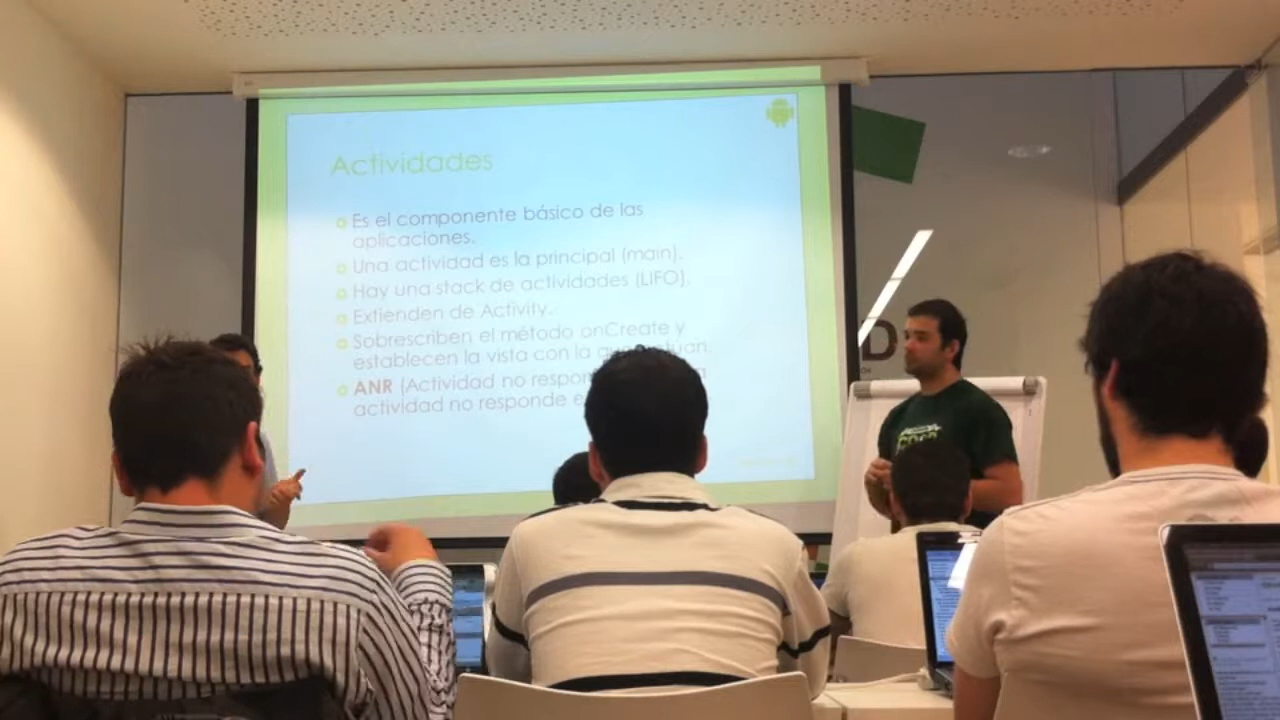 Actividades
Es el componente básico de las
aplicaciones.
Una actividad es la principal (main).
Hay una stack de actividades (LIFO).
Extienden de Activity.
Sobrescriben el método onCreate y
establecen la vista con la
ANR (Actividad no
actividad no responde
D